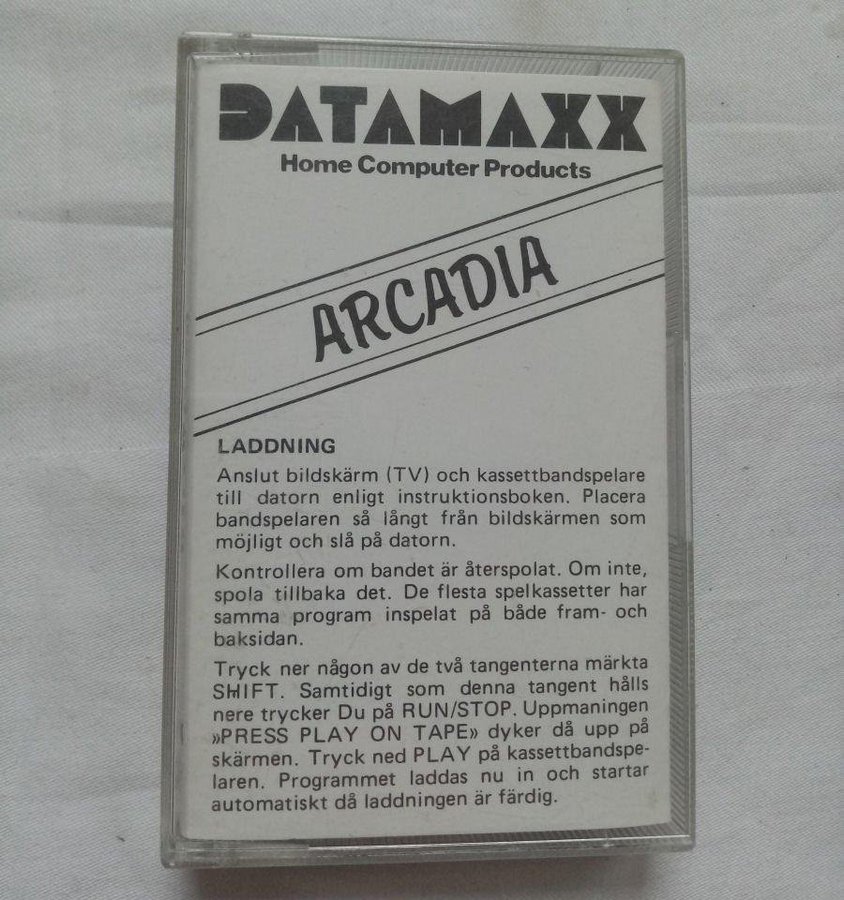 DATAMAXX
Home Computer Products
ARCADIA
LADDNING
Anslut bildskärm (TV) och kassettbandspelare
till datorn enligt instruktionsboken. Placera
bandspelaren så långt från bildskärmen som
möjligt och slå på datorn.
Kontrollera om bandet är återspolat. Om inte,
spola tillbaka det. De flesta spelkassetter har
samma program inspelat på både fram- och
baksidan.
Tryck ner någon av de två tangenterna märkta
SHIFT. Samtidigt som denna tangent hålls
nere trycker Du på RUN/STOP. Uppmaningen
»PRESS PLAY ON TAPE» dyker då upp på
skärmen. Tryck ned PLAY på kassettbandspe-
laren. Programmet laddas nu in och startar
automatiskt då laddningen är färdig.